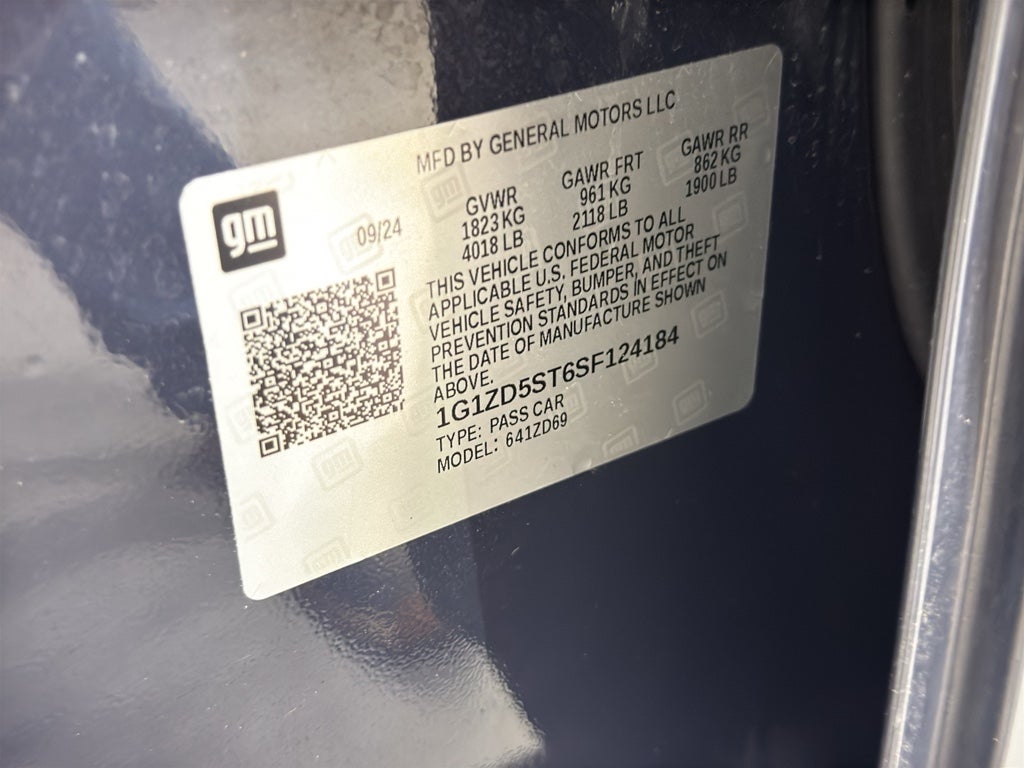 MFD BY GENERAL MOTORS LLC
gm
09/24
GVWR GAWR FRT GAWR RR
1823 KG 961 KG 862 KG
4018 LB 2118 LB 1900 LB
THIS VEHICLE CONFORMS TO ALL
APPLICABLE U.S. FEDERAL MOTOR
VEHICLE SAFETY, BUMPER, AND THEFT
PREVENTION STANDARDS IN EFFECT ON
THE DATE OF MANUFACTURE SHOWN
ABOVE.
1G1ZD5ST6SF124184
TYPE: PASS CAR
MODEL: 641ZD69